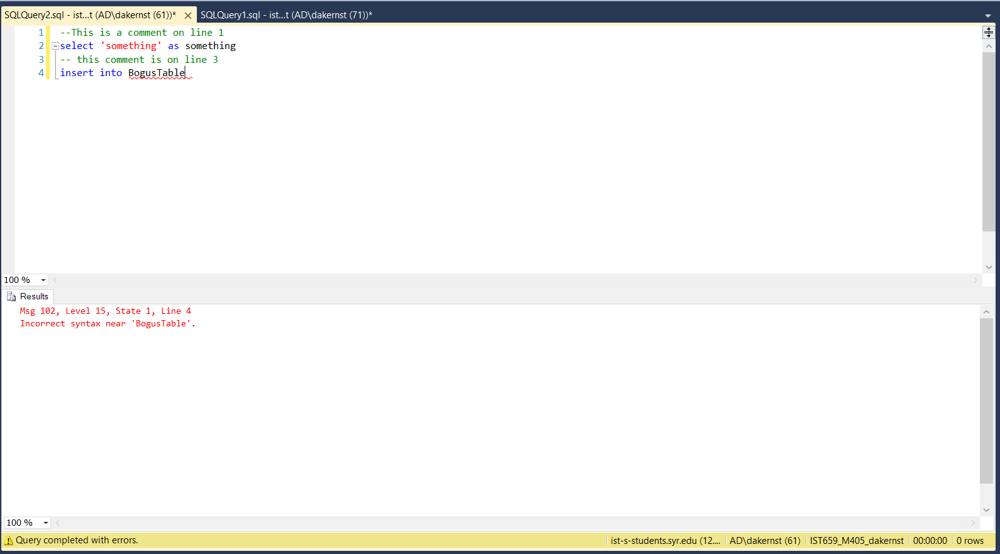 SQLQuery2.sql - ist...t (AD\dakernst (61))* SQLQuery1.sql - ist...t (AD\dakernst (71))*
1 --This is a comment on line 1
2 select 'something' as something
3 -- this comment is on line 3
4 insert into BogusTable
100 %
Results
Msg 102, Level 15, State 1, Line 4
Incorrect syntax near 'BogusTable'.
100 %
Query completed with errors. ist-s-students.syr.edu (12.... AD\dakernst (61) IST659_M405_dakernst 00:00:00 0 rows